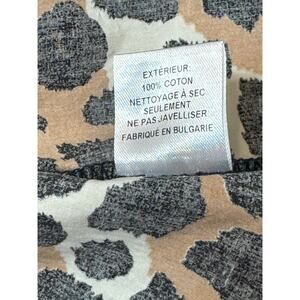 EXTÉRIEUR:
100% COTON
NETTOYAGE À SEC
SEULEMENT
NE PAS JAVELLISER
FABRIQUÉ EN BULGARIE